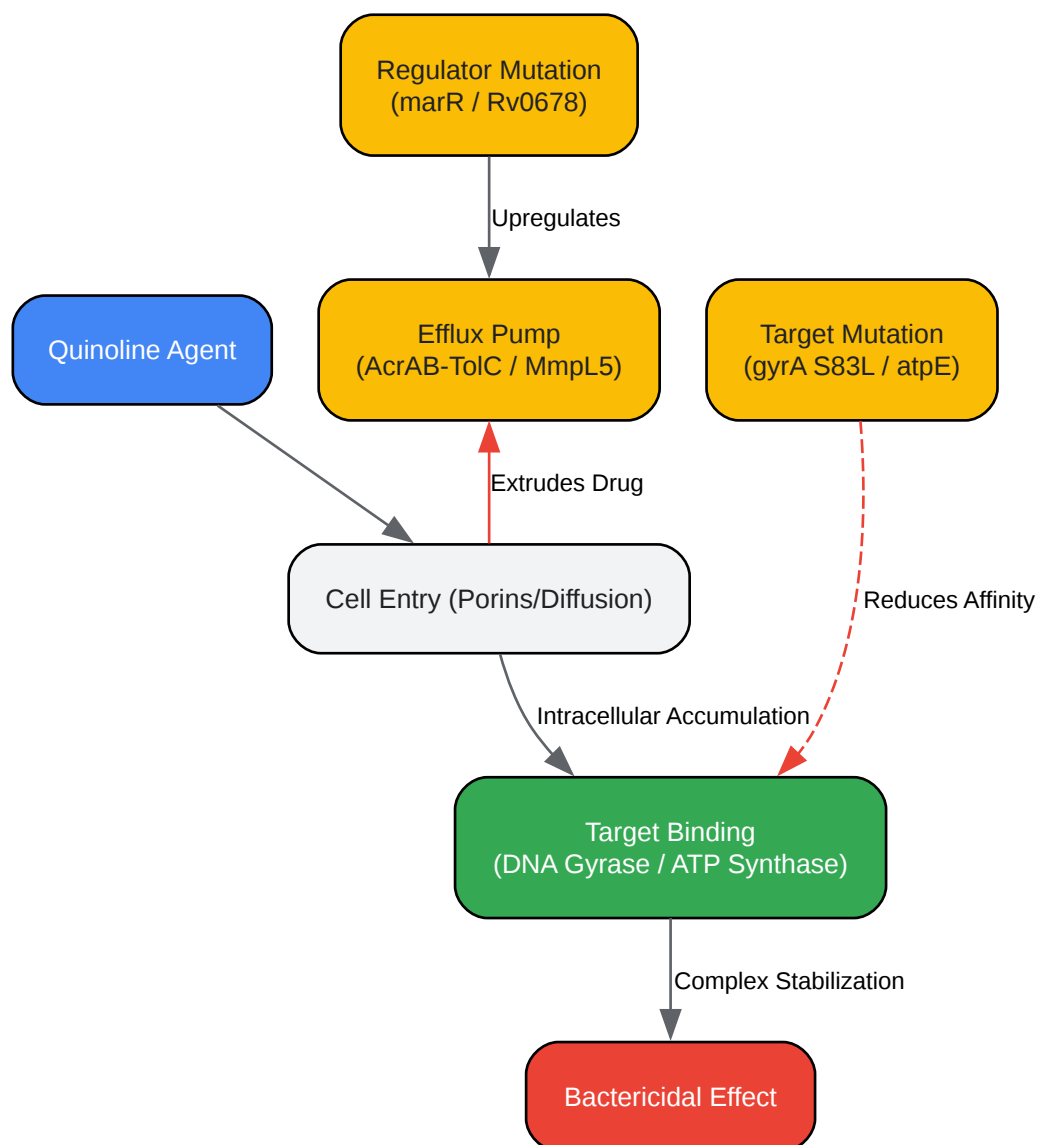 Regulator Mutation
(marR / Rv0678)
Upregulates
Quinoline Agent
Efflux Pump
(AcrAB-TolC / MmpL5)
Target Mutation
(gyrA S83L / atpE)
Extrudes Drug
Cell Entry (Porins/Diffusion)
Reduces Affinity
Intracellular Accumulation
Target Binding
(DNA Gyrase / ATP Synthase)
Complex Stabilization
Bactericidal Effect